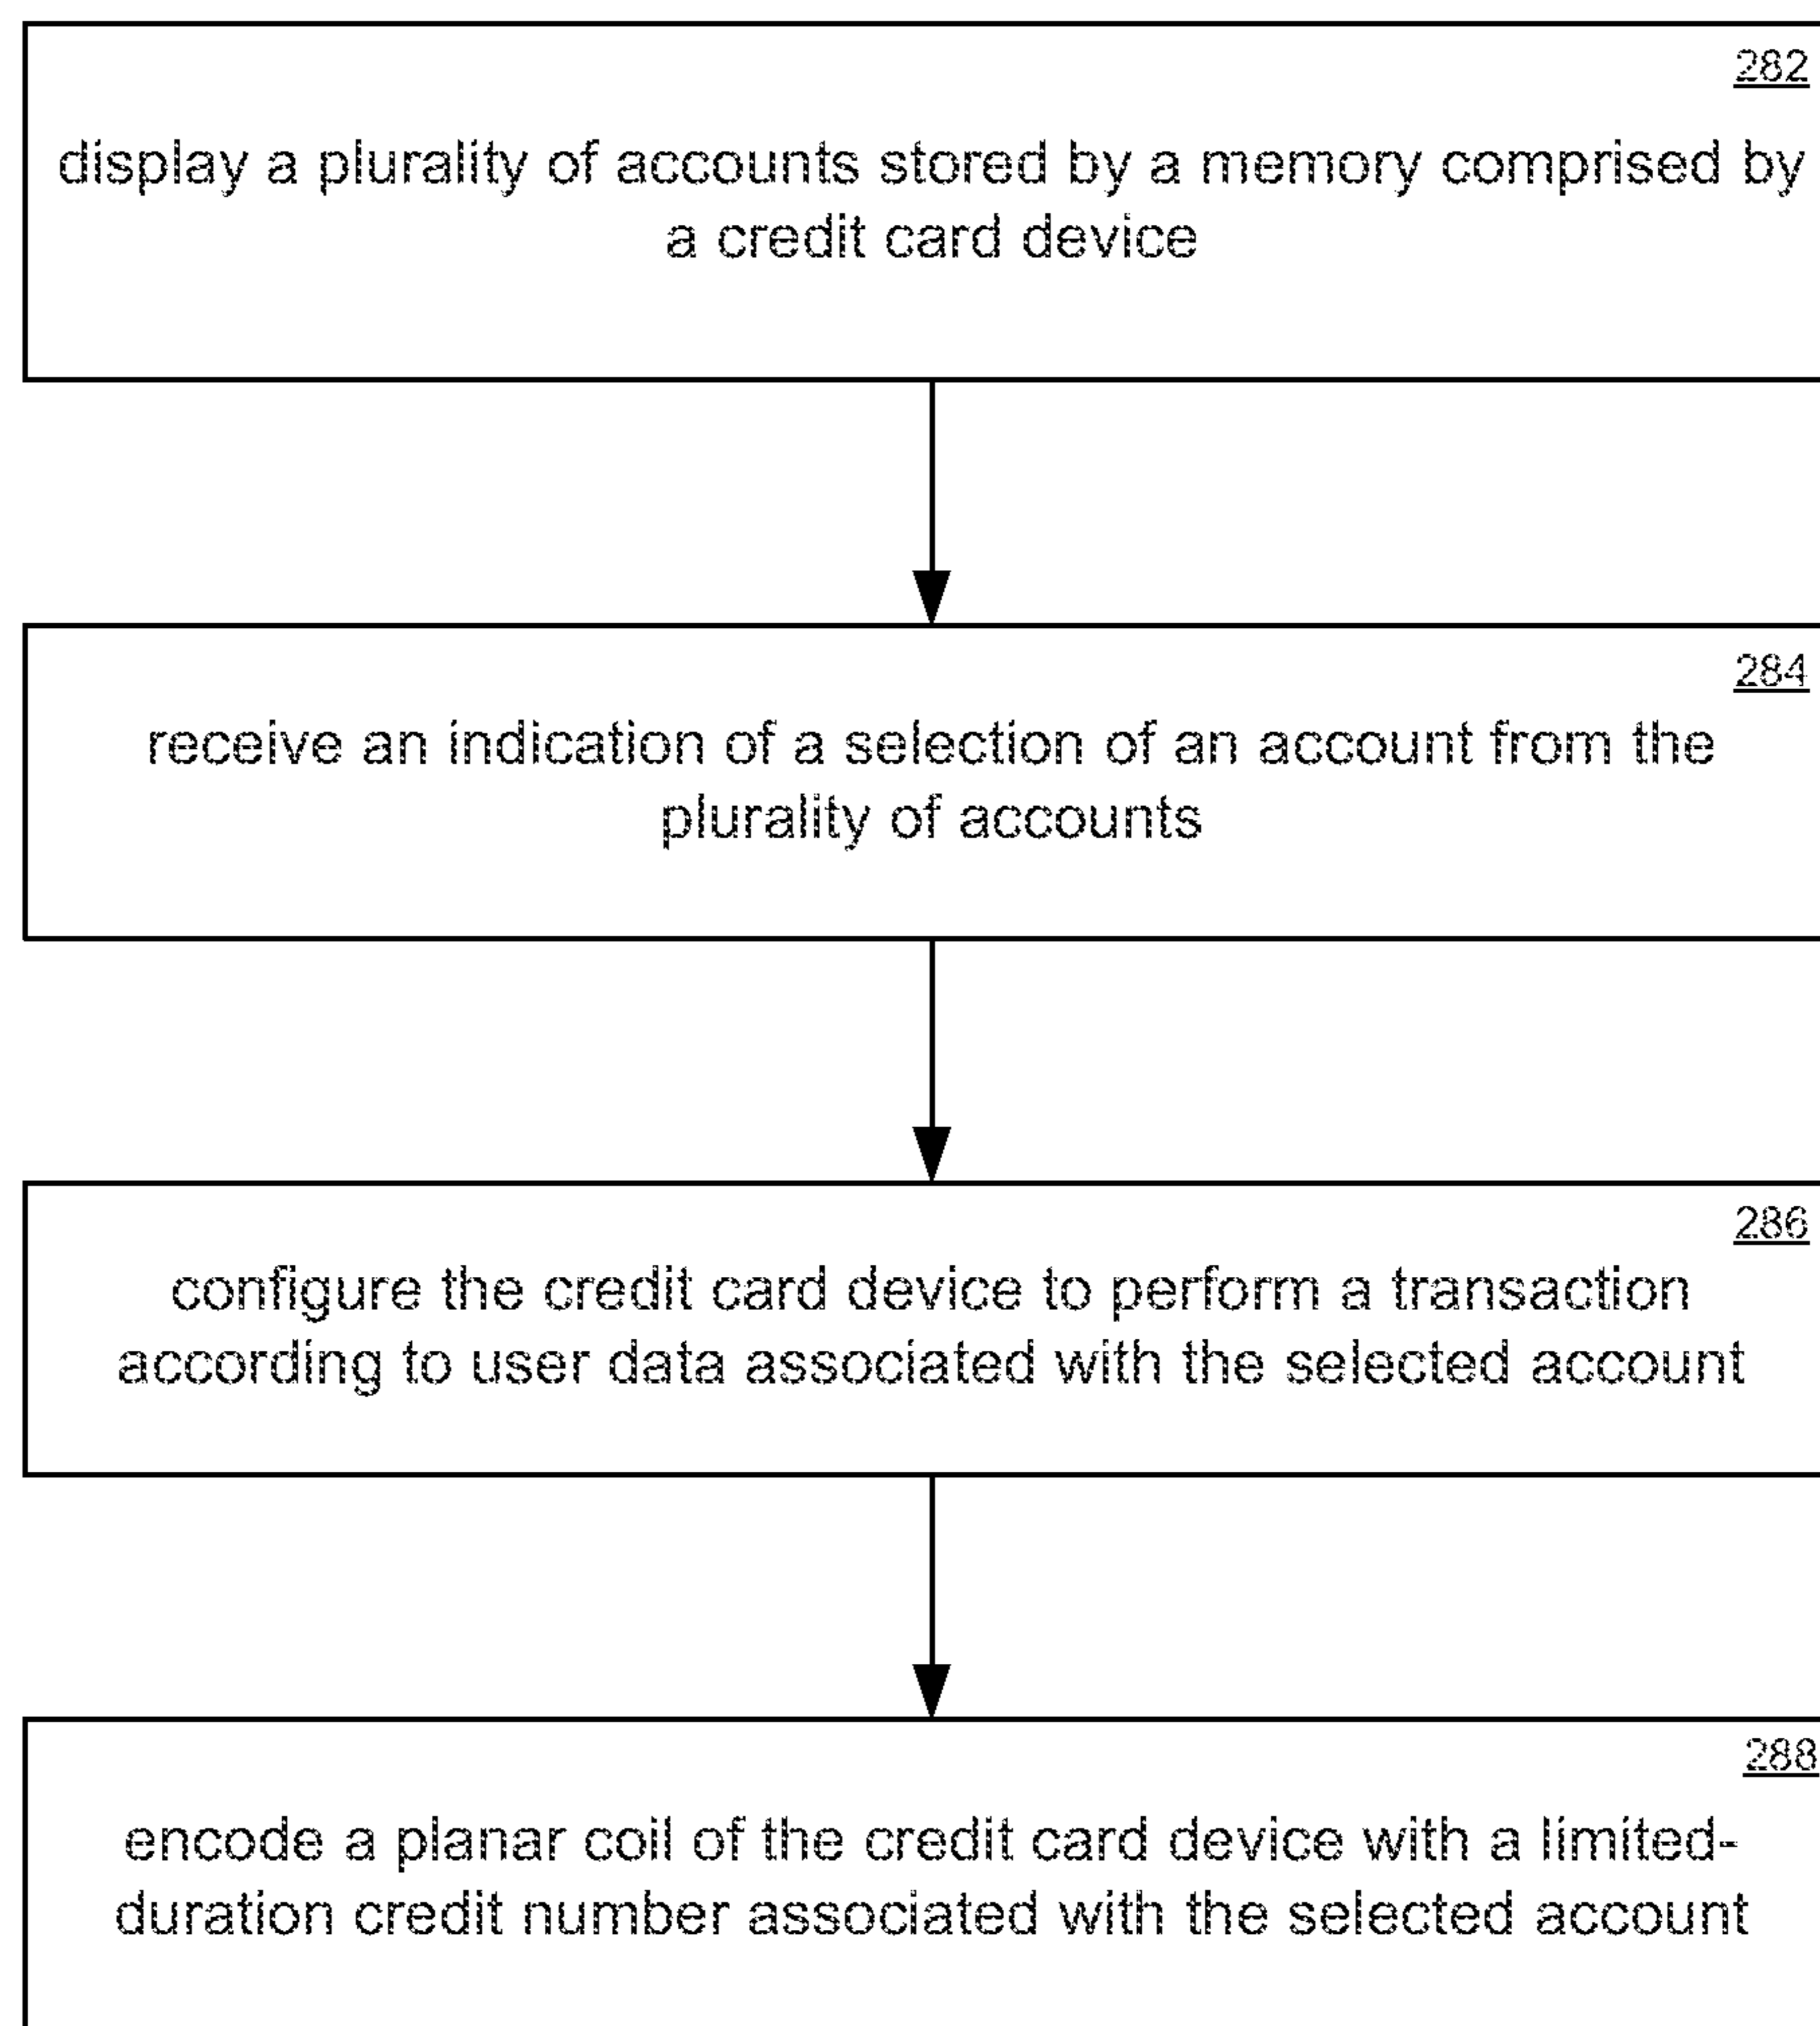 282
display a plurality of accounts stored by a memory comprised by
a credit card device
284
receive an indication of a selection of an account from the
plurality of accounts
286
configure the credit card device to perform a transaction
according to user data associated with the selected account
288
encode a planar coil of the credit card device with a limited-
duration credit number associated with the selected account